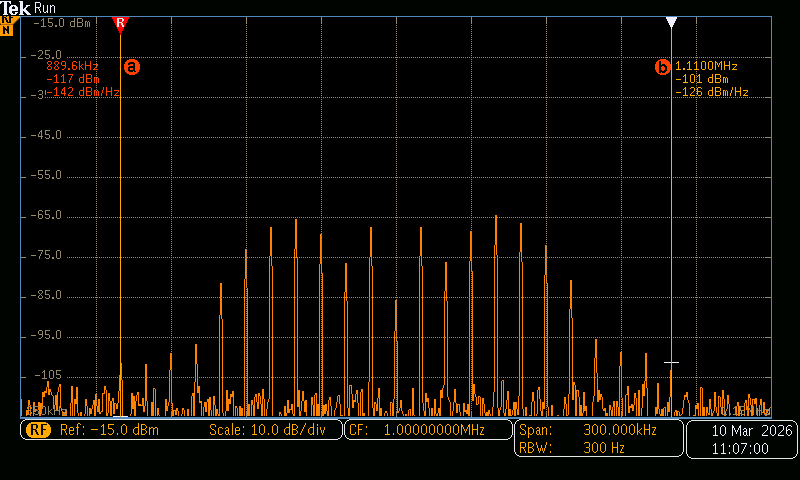 Tek Run
RF
N
-15.0 dBm
R
-25.0
889.6kHz
a
b
1.1100MHz
-117 dBm
-101 dBm
-142 dBm/Hz
-126 dBm/Hz
-45.0
-55.0
-65.0
-75.0
-85.0
-95.0
-105
RF Ref: -15.0 dBm Scale: 10.0 dB/div
CF: 1.00000000MHz
Span: 300.000kHz
RBW: 300 Hz
10 Mar 2026
11:07:00